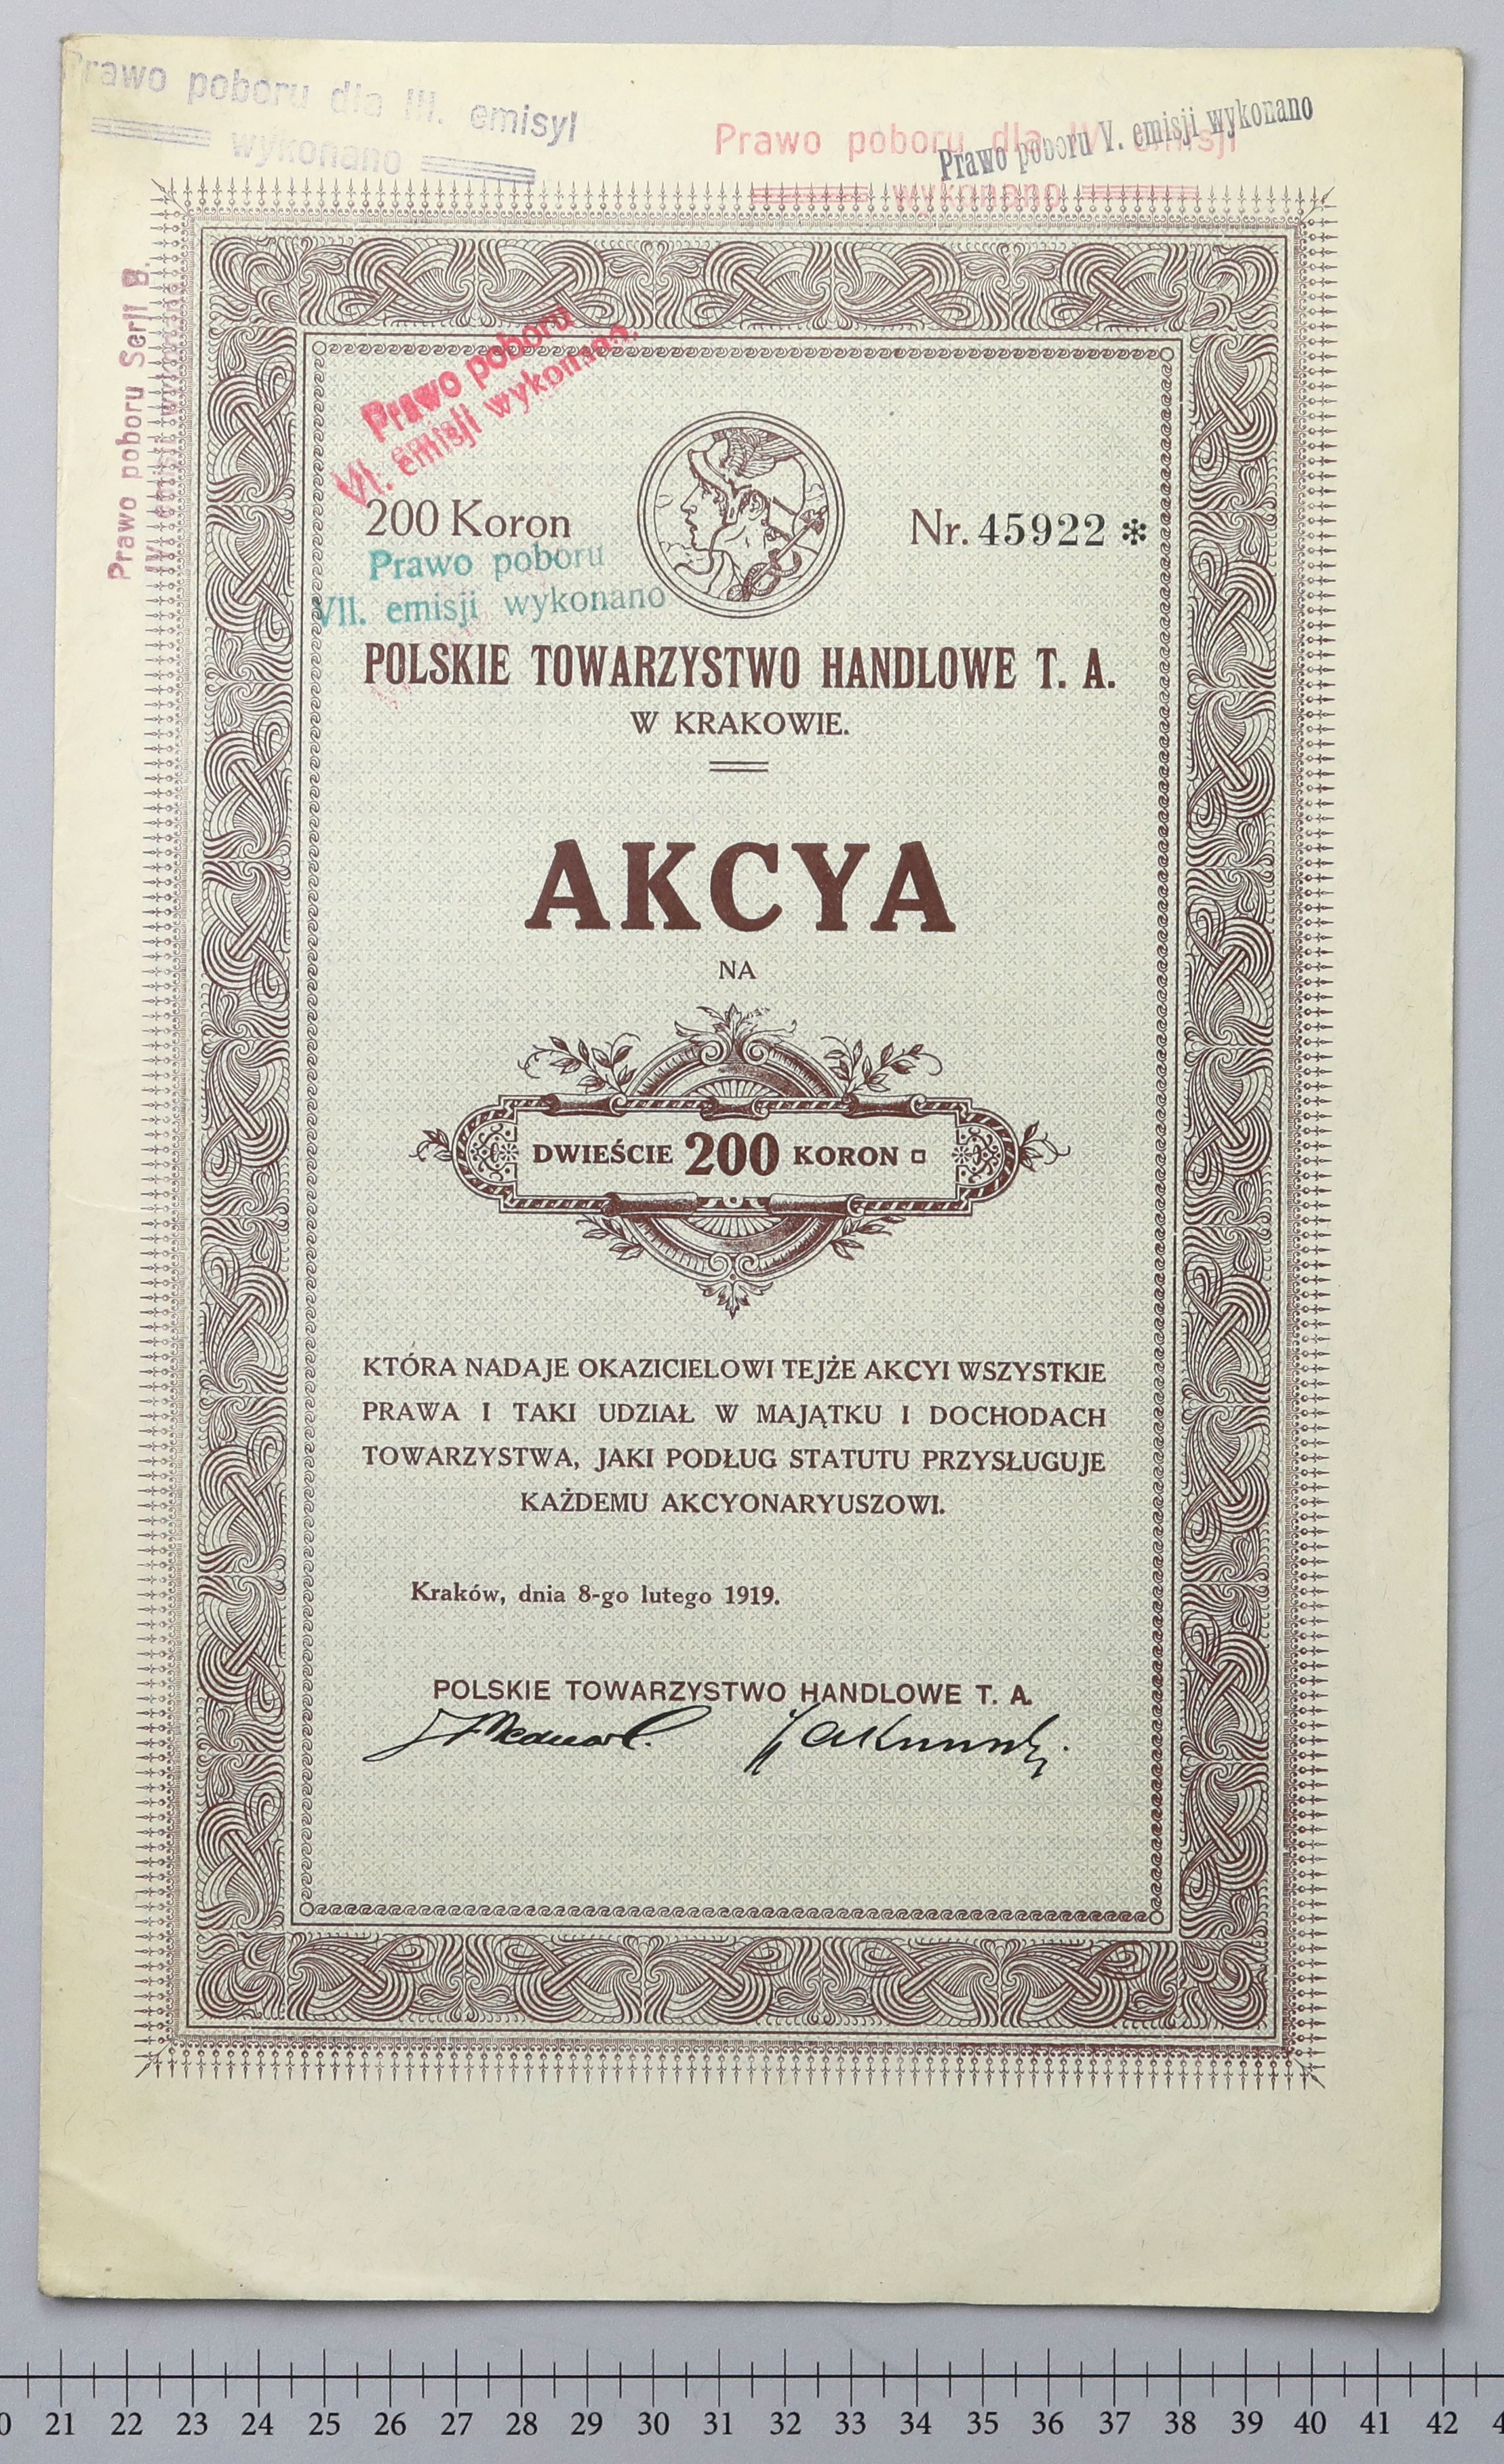 Prawo poboru dla III. emisyi
wykonano
Prawo poboru dla IV. emisji
wykonano
Prawo poboru V. emisji wykonano
Prawo poboru Serji B.
IV. emisji wykonano
Prawo poboru
VI. emisji wykonano.
200 Koron
Nr. 45922 *
Prawo poboru
VII. emisji wykonano
POLSKIE TOWARZYSTWO HANDLOWE T. A.
W KRAKOWIE.
AKCYA
NA
DWIEŚCIE 200 KORON
KTÓRA NADAJE OKAZICIELOWI TEJŻE AKCYI WSZYSTKIE
PRAWA I TAKI UDZIAŁ W MAJĄTKU I DOCHODACH
TOWARZYSTWA, JAKI PODŁUG STATUTU PRZYSŁUGUJE
KAŻDEMU AKCYONARYUSZOWI.
Kraków, dnia 8-go lutego 1919.
POLSKIE TOWARZYSTWO HANDLOWE T. A.
21 22 23 24 25 26 27 28 29 30 31 32 33 34 35 36 37 38 39 40 41 42